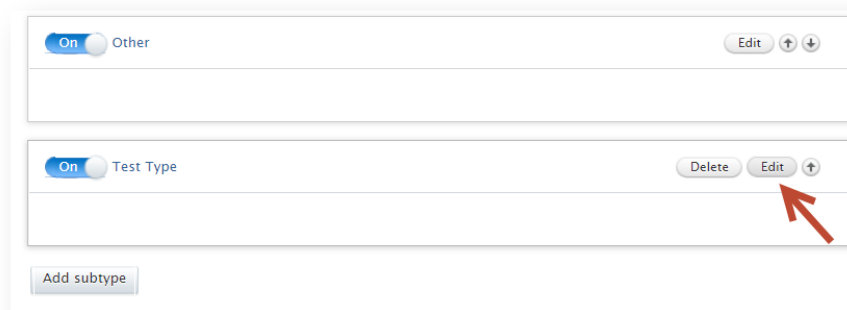 On Other Edit
On Test Type Delete Edit
Add subtype